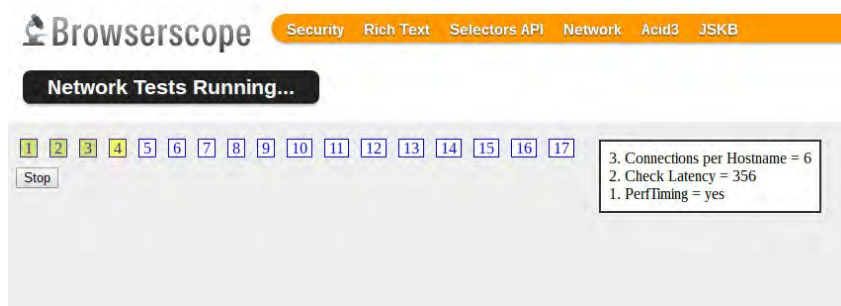 Browserscope
Security Rich Text Selectors API Network Acid3 JSKB
Network Tests Running...
1 2 3 4 5 6 7 8 9 10 11 12 13 14 15 16 17
Stop
3. Connections per Hostname = 6
2. Check Latency = 356
1. PerfTiming = yes